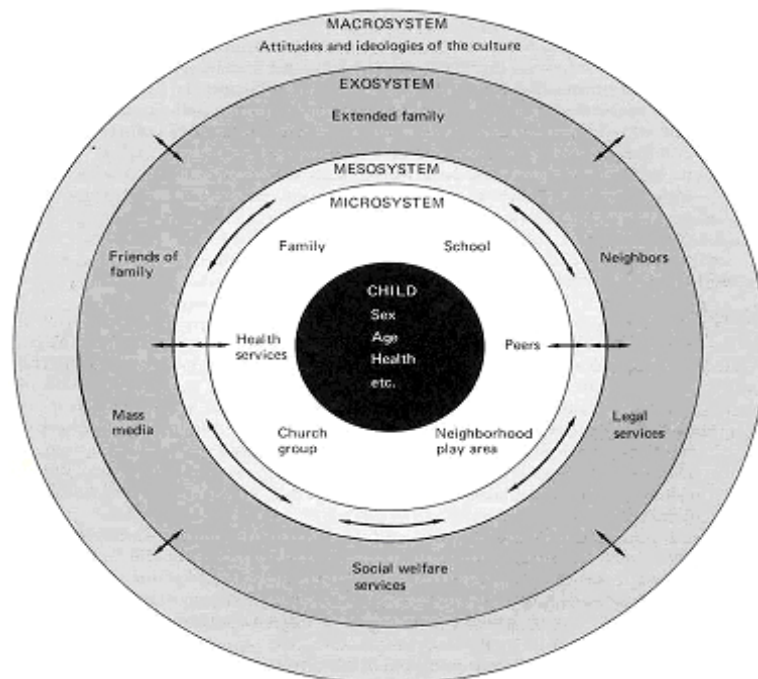 MACROSYSTEM
Attitudes and ideologies of the culture
EXOSYSTEM
Extended family
MESOSYSTEM
MICROSYSTEM
Family
School
Friends of
family
Neighbors
CHILD
Sex
Age
Health
etc.
Health
services
Peers
Mass
media
Legal
services
Church
group
Neighborhood
play area
Social welfare
services